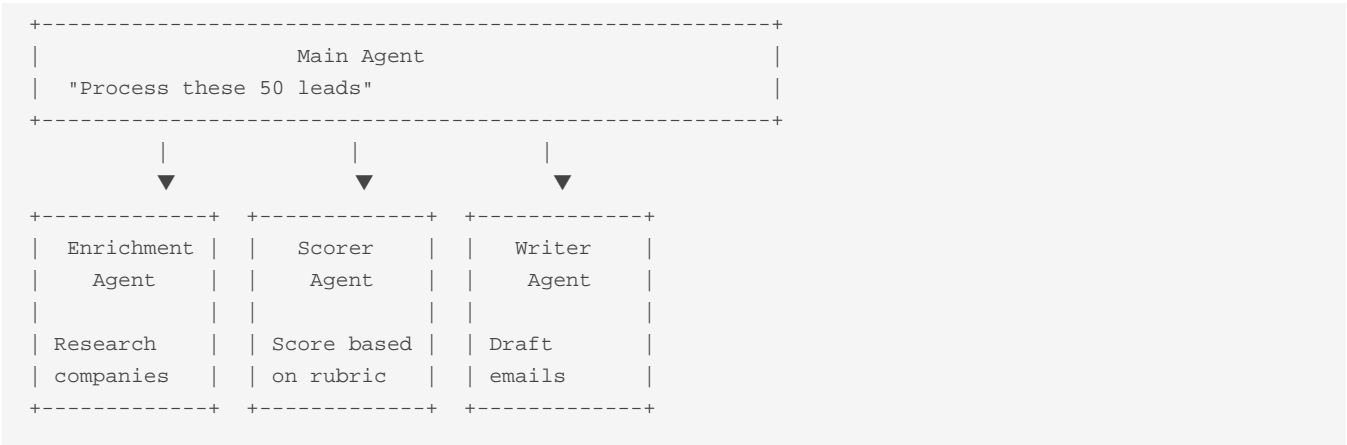 Main Agent
"Process these 50 leads"
Enrichment Scorer Writer
Agent Agent Agent
Research Score based Draft
companies on rubric emails